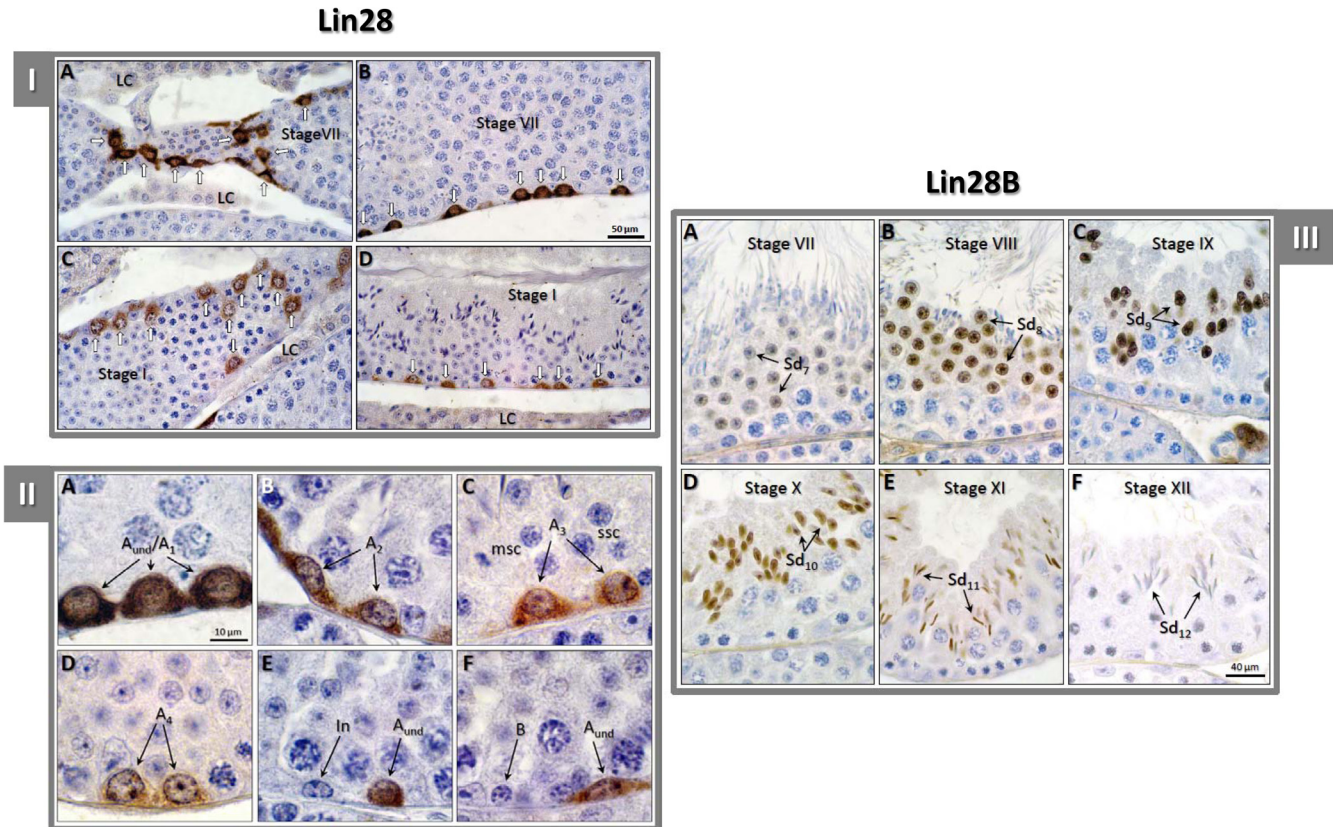 Lin28
I
A
LC
Stage VII
LC
B
Stage VII
50 µm
C
Stage I
LC
D
Stage I
LC
II
A
Aund/A1
10 µm
B
A2
C
msc
A3
ssc
D
A4
E
In
Aund
F
B
Aund
Lin28B
III
A
Stage VII
Sd7
B
Stage VIII
Sd8
C
Stage IX
Sd9
D
Stage X
Sd10
E
Stage XI
Sd11
F
Stage XII
Sd12
40 µm